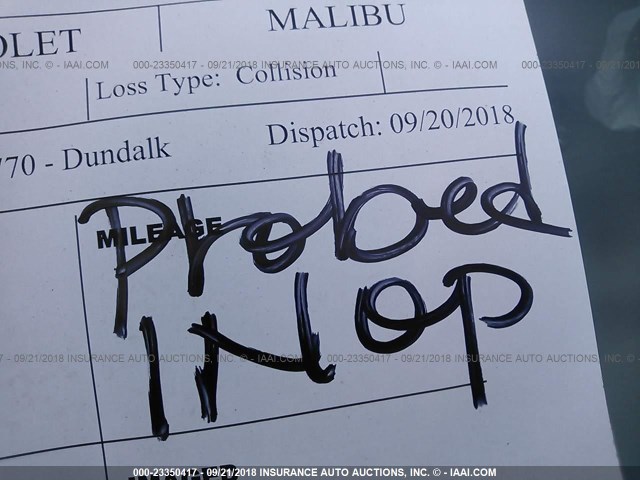 OLET MALIBU
000-23350417 - 09/21/2018 INSURANCE AUTO AUCTIONS, INC. © - IAAI.COM
Loss Type: Collision
770 - Dundalk Dispatch: 09/20/2018
MILEAGE
Probed
INOP
000-23350417 - 09/21/2018 INSURANCE AUTO AUCTIONS, INC. © - IAAI.COM
000-23350417 - 09/21/2018 INSURANCE AUTO AUCTIONS, INC. © - IAAI.COM